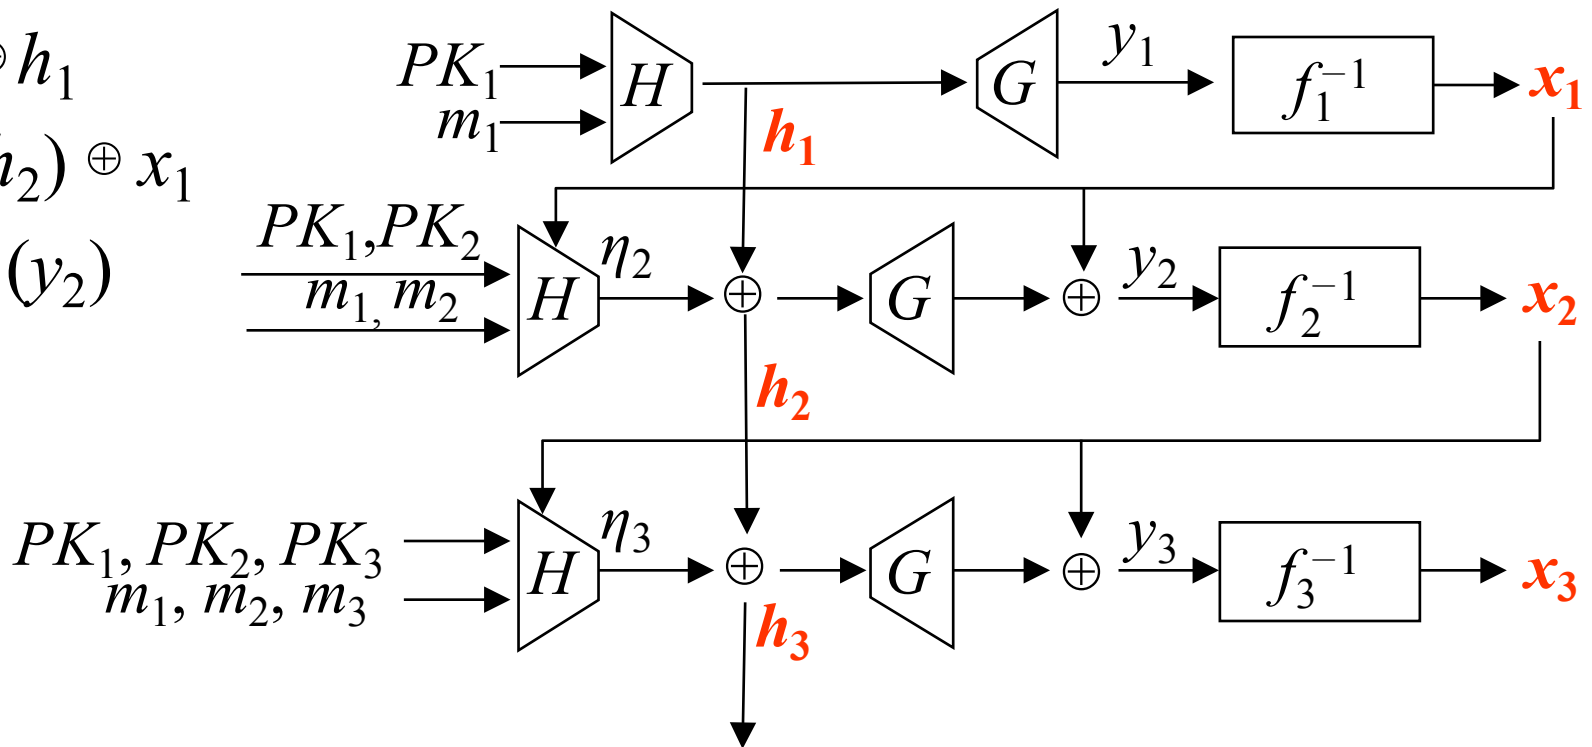 ⊕ h₁
h₂) ⊕ x₁
(y₂)
PK₁
m₁
H
h₁
G
y₁
f₁⁻¹
x₁
PK₁,PK₂
m₁, m₂
H
η₂
⊕
h₂
G
⊕
y₂
f₂⁻¹
x₂
PK₁, PK₂, PK₃
m₁, m₂, m₃
H
η₃
⊕
h₃
G
⊕
y₃
f₃⁻¹
x₃